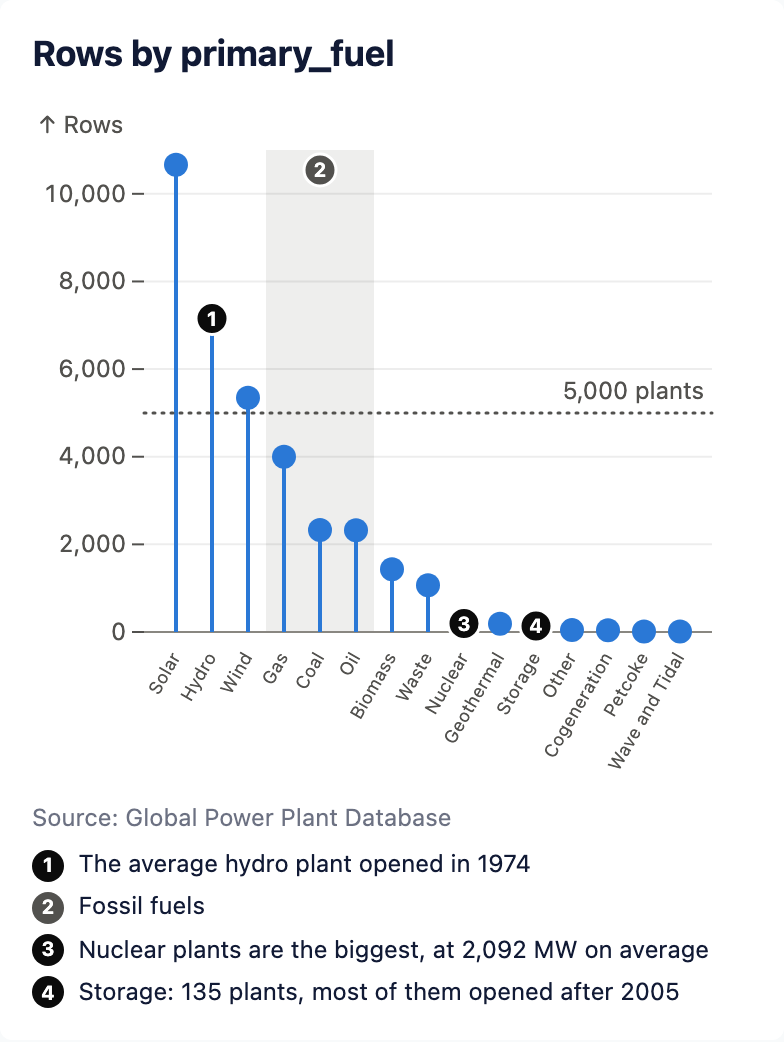 Rows by primary_fuel
↑ Rows
10,000
8,000
6,000
4,000
2,000
0
5,000 plants
2
1
3
4
Solar
Hydro
Wind
Gas
Coal
Oil
Biomass
Waste
Nuclear
Geothermal
Storage
Other
Cogeneration
Petcoke
Wave and Tidal
Source: Global Power Plant Database
1 The average hydro plant opened in 1974
2 Fossil fuels
3 Nuclear plants are the biggest, at 2,092 MW on average
4 Storage: 135 plants, most of them opened after 2005